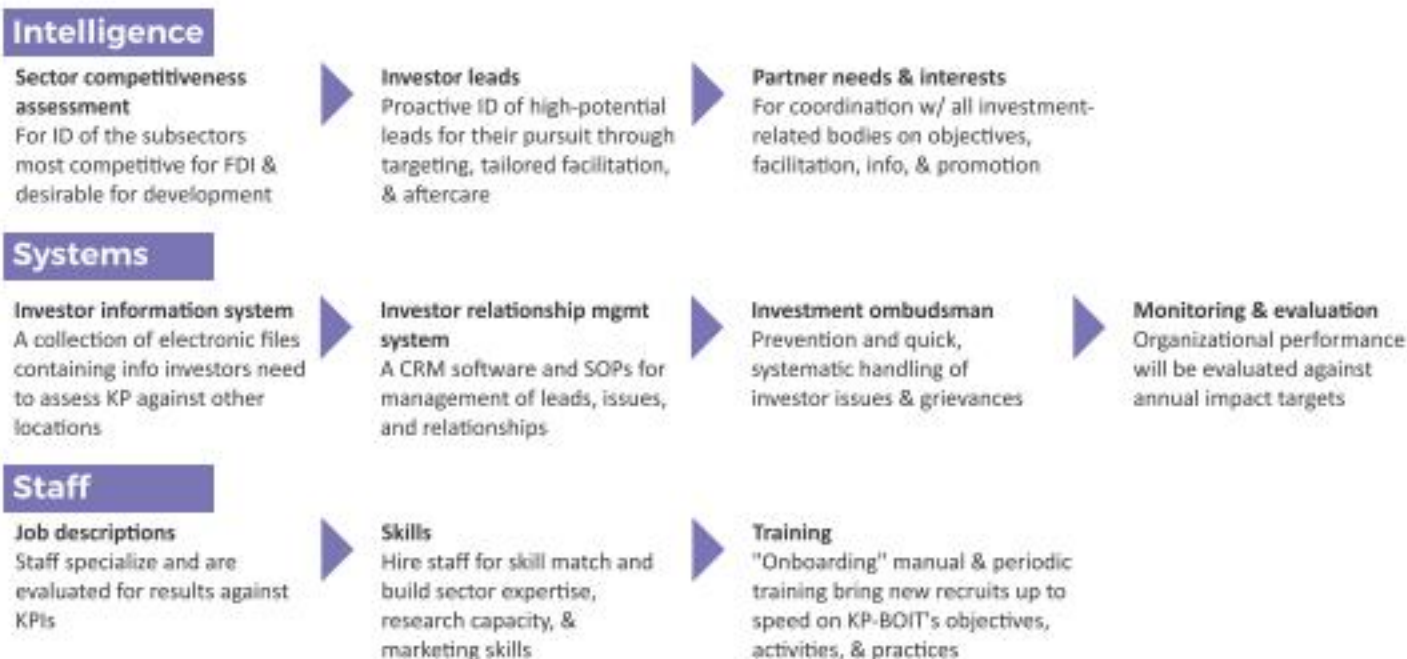 Intelligence
Sector competitiveness
assessment
For ID of the subsectors
most competitive for FDI &
desirable for development
Investor leads
Proactive ID of high-potential
leads for their pursuit through
targeting, tailored facilitation,
& aftercare
Partner needs & interests
For coordination w/ all investment-
related bodies on objectives,
facilitation, info, & promotion
Systems
Investor information system
A collection of electronic files
containing info investors need
to assess KP against other
locations
Investor relationship mgmt
system
A CRM software and SOPs for
management of leads, issues,
and relationships
Investment ombudsman
Prevention and quick,
systematic handling of
investor issues & grievances
Monitoring & evaluation
Organizational performance
will be evaluated against
annual impact targets
Staff
Job descriptions
Staff specialize and are
evaluated for results against
KPIs
Skills
Hire staff for skill match and
build sector expertise,
research capacity, &
marketing skills
Training
"Onboarding" manual & periodic
training bring new recruits up to
speed on KP-BOIT's objectives,
activities, & practices